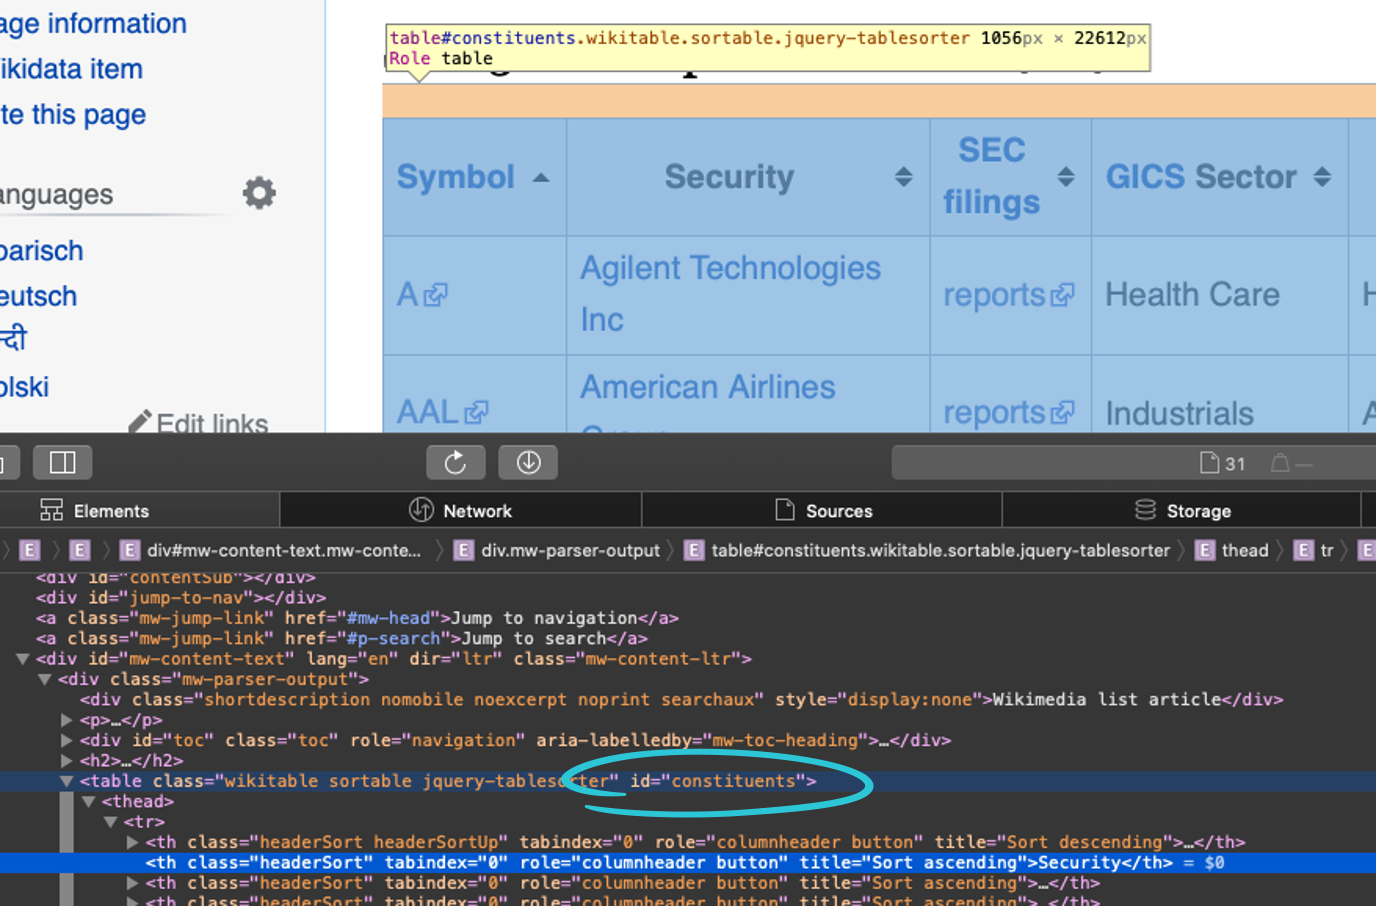 age information
ikidata item
te this page
anguages
parisch
eutsch
न्दी
olski
Edit links
table#constituents.wikitable.sortable.jquery-tablesorter 1056px × 22612px
Role table
Symbol Security SEC filings GICS Sector
A Agilent Technologies Inc reports Health Care H
AAL American Airlines reports Industrials A
31 —
Elements Network Sources Storage
E E E div#mw-content-text.mw-conte... E div.mw-parser-output E table#constituents.wikitable.sortable.jquery-tablesorter E thead E tr E
<div id="contentSub"></div>
<div id="jump-to-nav"></div>
<a class="mw-jump-link" href="#mw-head">Jump to navigation</a>
<a class="mw-jump-link" href="#p-search">Jump to search</a>
<div id="mw-content-text" lang="en" dir="ltr" class="mw-content-ltr">
<div class="mw-parser-output">
<div class="shortdescription nomobile noexcerpt noprint searchaux" style="display:none">Wikimedia list article</div>
<p>…</p>
<div id="toc" class="toc" role="navigation" aria-labelledby="mw-toc-heading">…</div>
<h2>…</h2>
<table class="wikitable sortable jquery-tablesorter" id="constituents">
<thead>
<tr>
<th class="headerSort headerSortUp" tabindex="0" role="columnheader button" title="Sort descending">…</th>
<th class="headerSort" tabindex="0" role="columnheader button" title="Sort ascending">Security</th> = $0
<th class="headerSort" tabindex="0" role="columnheader button" title="Sort ascending">…</th>
<th class="headerSort" tabindex="0" role="columnheader button" title="Sort ascending">…</th>